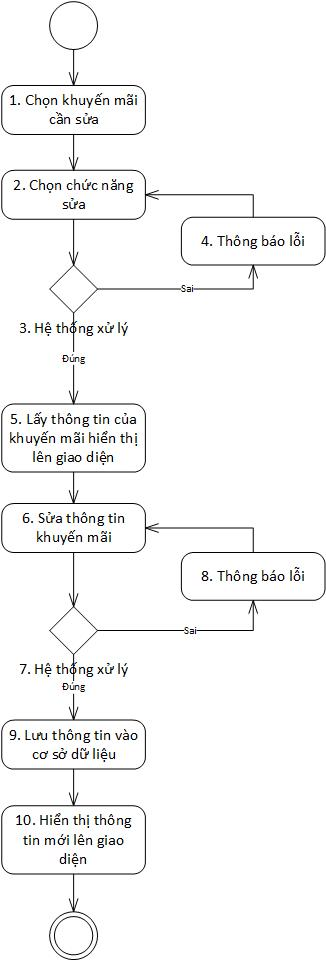 1. Chọn khuyến mãi
cần sửa
2. Chọn chức năng
sửa
4. Thông báo lỗi
Sai
3. Hệ thống xử lý
Đúng
5. Lấy thông tin của
khuyến mãi hiển thị
lên giao diện
6. Sửa thông tin
khuyến mãi
8. Thông báo lỗi
Sai
7. Hệ thống xử lý
Đúng
9. Lưu thông tin vào
cơ sở dữ liệu
10. Hiển thị thông
tin mới lên giao
diện